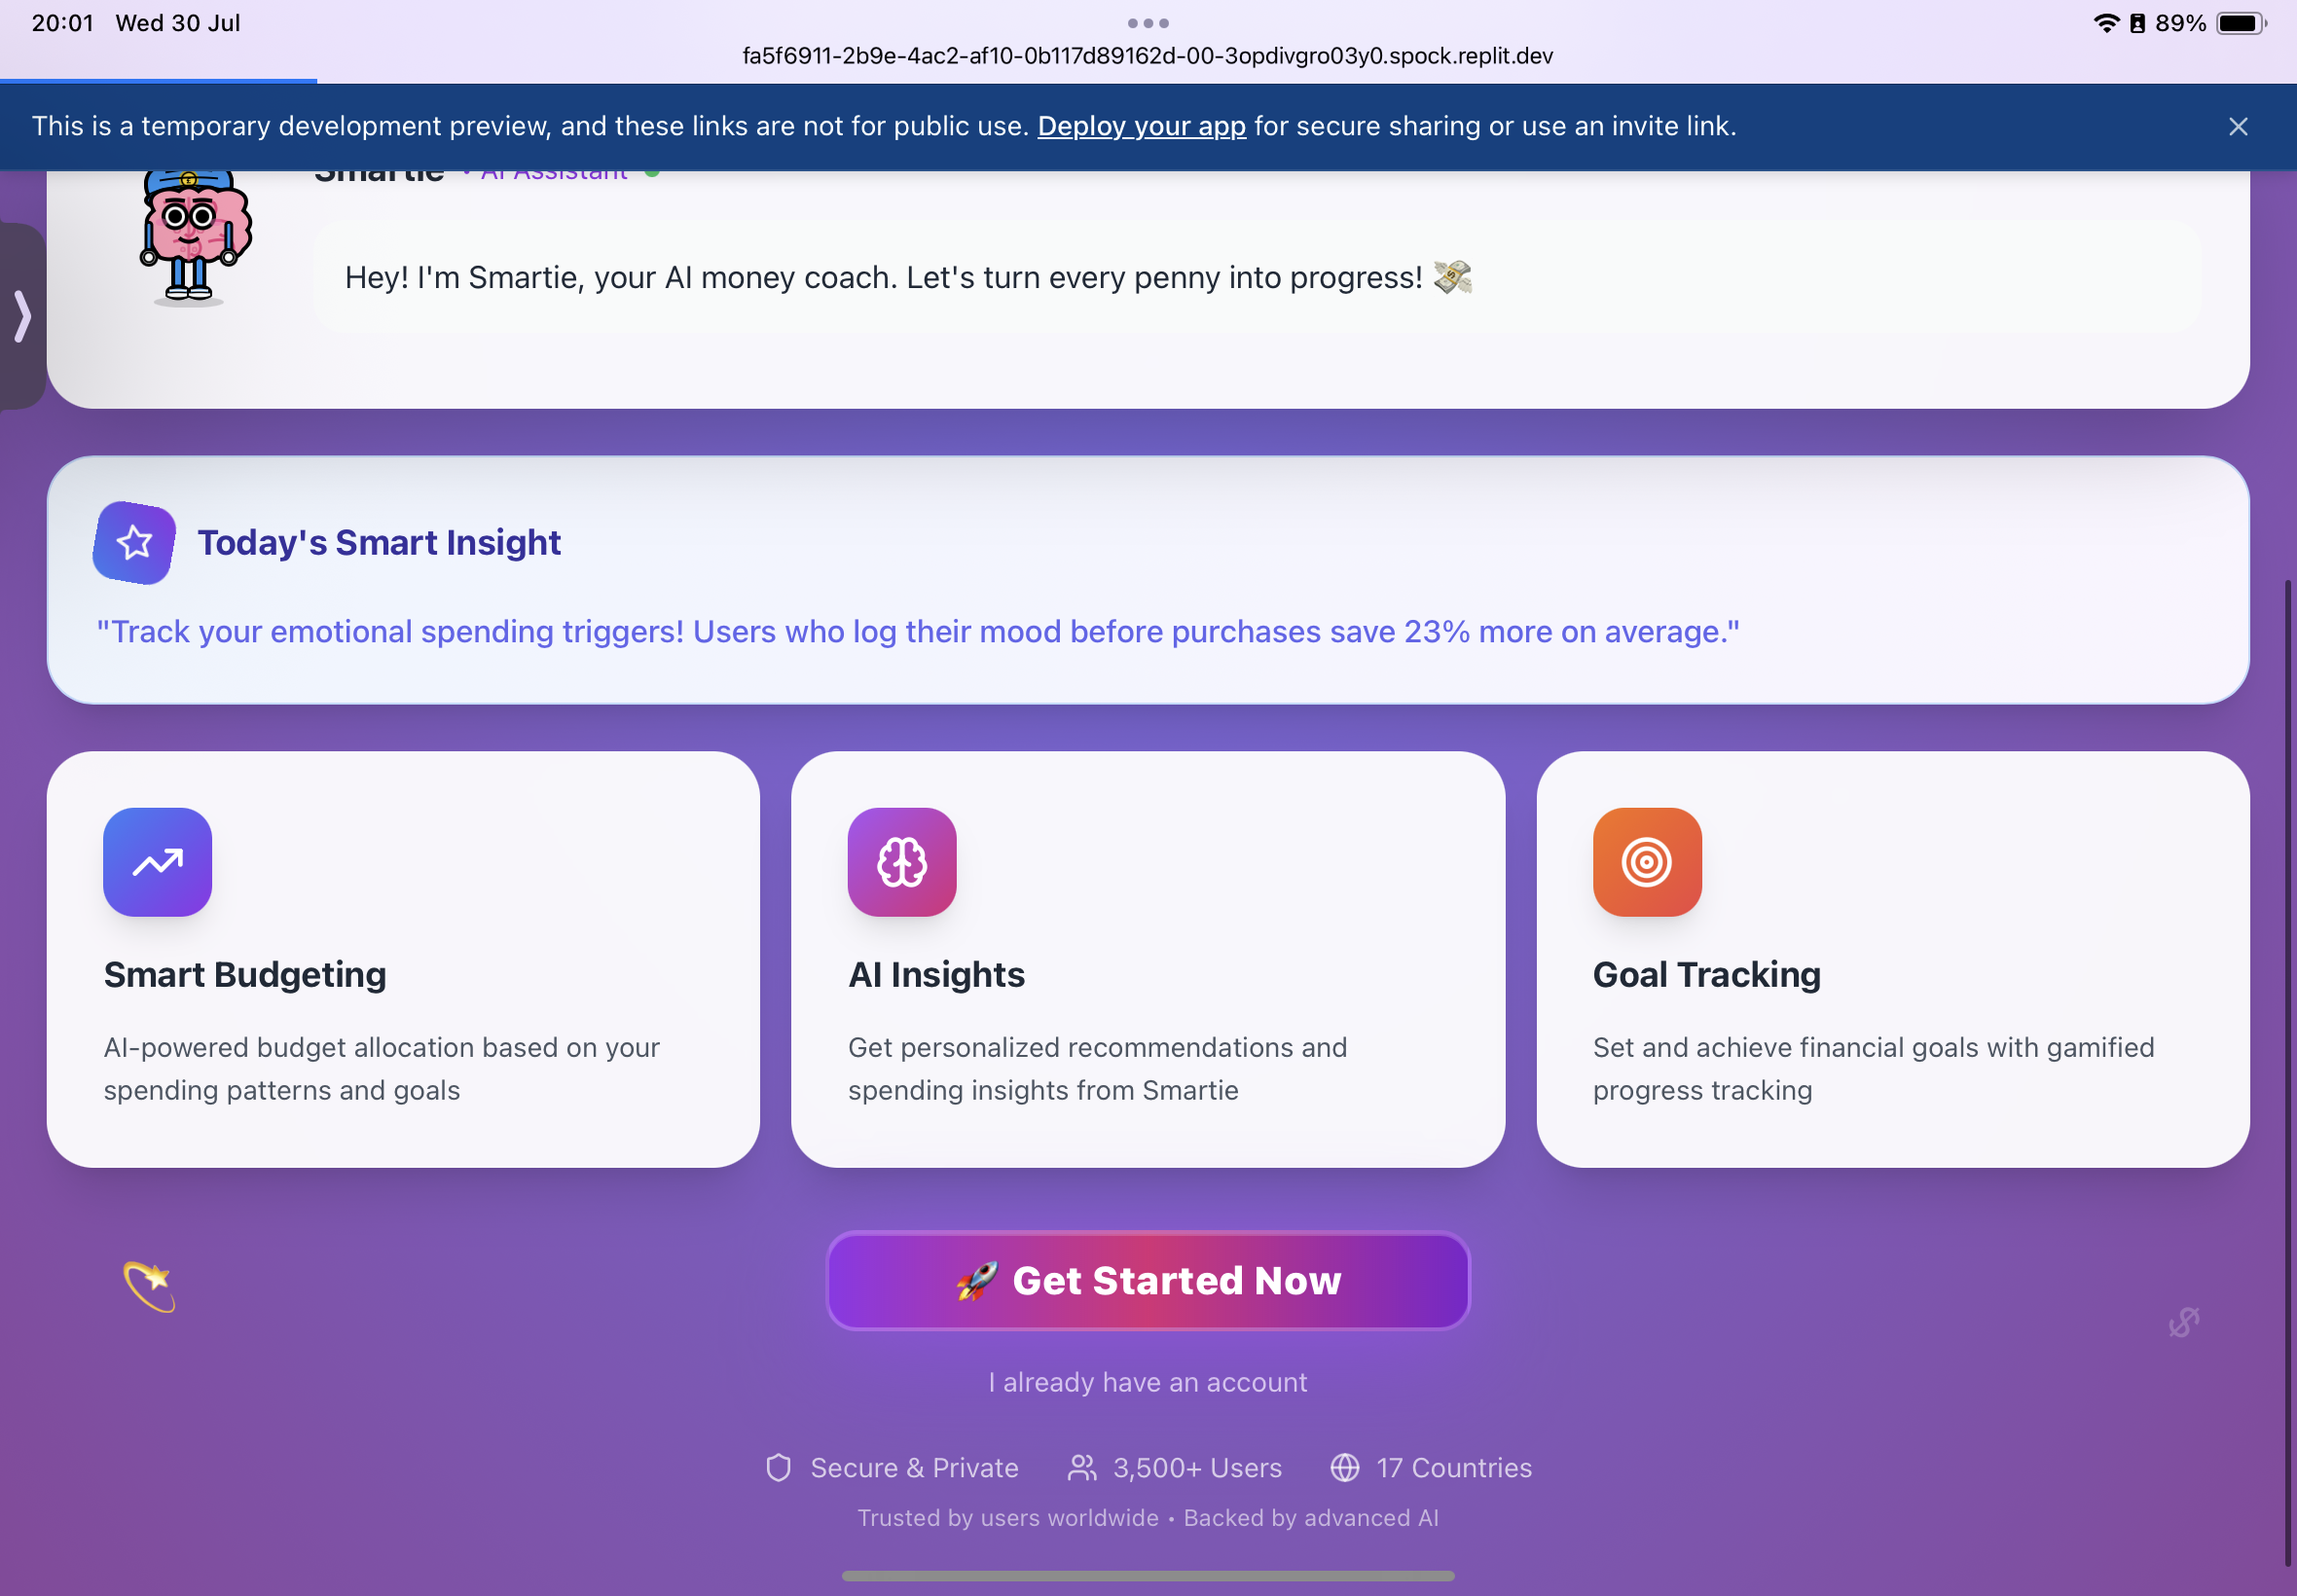 20:01 Wed 30 Jul
89%
fa5f6911-2b9e-4ac2-af10-0b117d89162d-00-3opdivgro03y0.spock.replit.dev
This is a temporary development preview, and these links are not for public use. Deploy your app for secure sharing or use an invite link.
Smartie • AI Assistant
Hey! I'm Smartie, your AI money coach. Let's turn every penny into progress! 💸
Today's Smart Insight
"Track your emotional spending triggers! Users who log their mood before purchases save 23% more on average."
Smart Budgeting
AI-powered budget allocation based on your
spending patterns and goals
AI Insights
Get personalized recommendations and
spending insights from Smartie
Goal Tracking
Set and achieve financial goals with gamified
progress tracking
🚀 Get Started Now
I already have an account
Secure & Private 3,500+ Users 17 Countries
Trusted by users worldwide • Backed by advanced AI